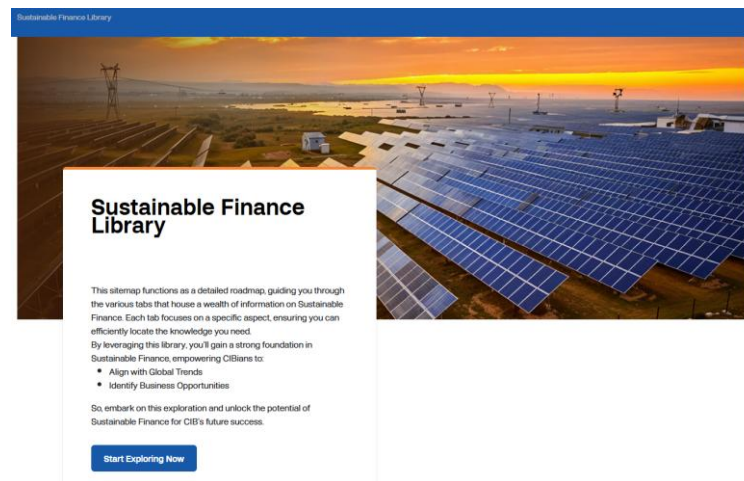 Sustainable Finance Library
Sustainable Finance
Library
This sitemap functions as a detailed roadmap, guiding you through
the various tabs that house a wealth of information on Sustainable
Finance. Each tab focuses on a specific aspect, ensuring you can
efficiently locate the knowledge you need.
By leveraging this library, you'll gain a strong foundation in
Sustainable Finance, empowering CIBians to:
• Align with Global Trends
• Identify Business Opportunities
So, embark on this exploration and unlock the potential of
Sustainable Finance for CIB's future success.
Start Exploring Now